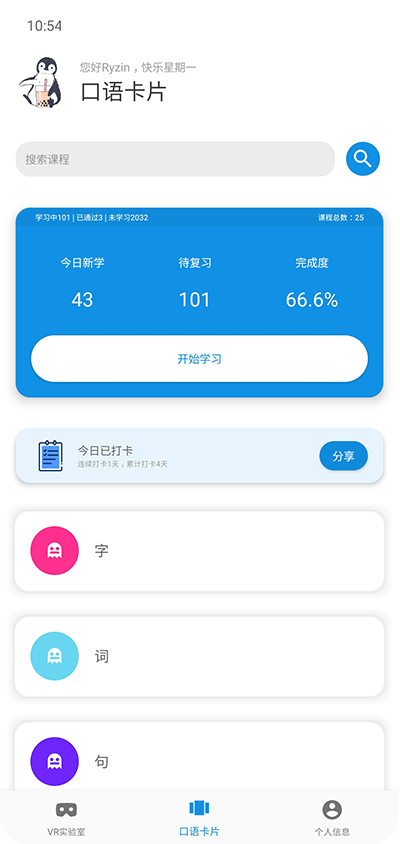 10:54
您好Ryzin，快乐星期一
口语卡片
搜索课程
学习中101 | 已通过3 | 未学习2032
课程总数：25
今日新学
待复习
完成度
43
101
66.6%
开始学习
今日已打卡
连续打卡1天，累计打卡4天
分享
字
词
句
VR实验室
口语卡片
个人信息